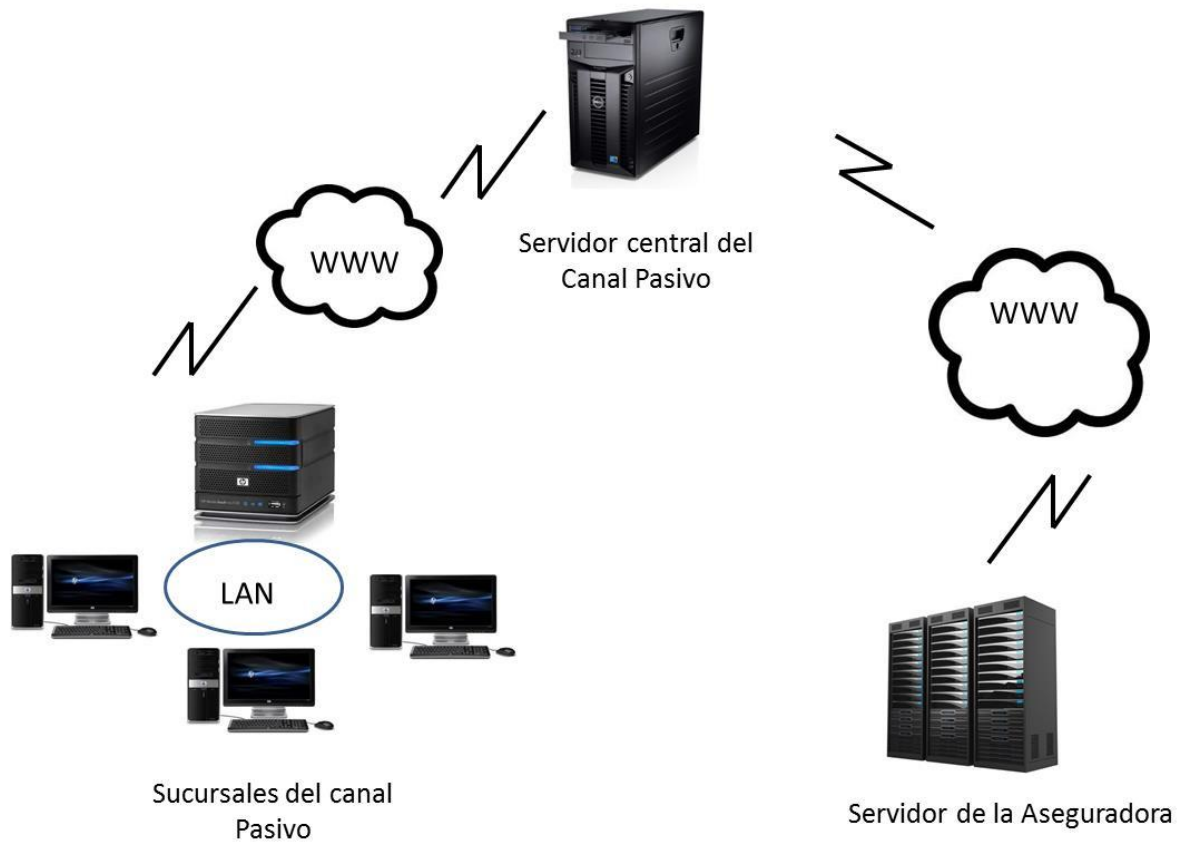 Servidor central del
Canal Pasivo
WWW
WWW
LAN
Sucursales del canal
Pasivo
Servidor de la Aseguradora